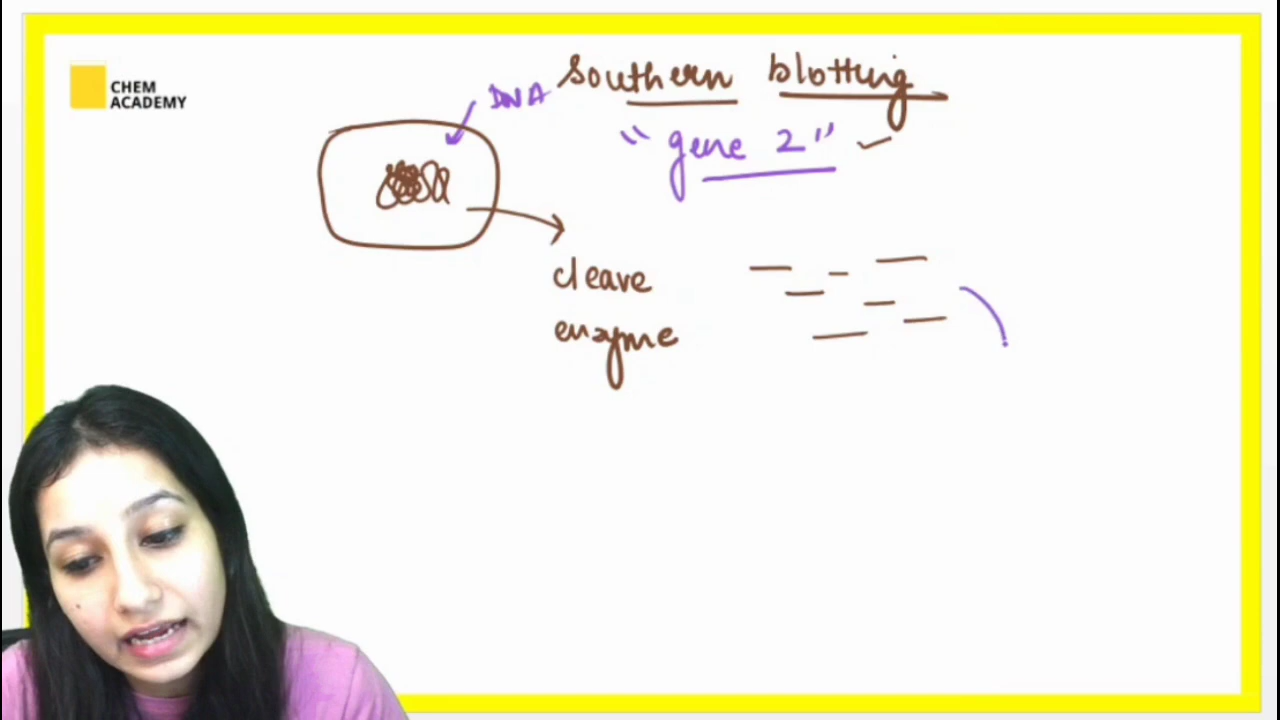 CHEM
ACADEMY
southern blotting
DNA
"gene 2"
cleave
enzyme